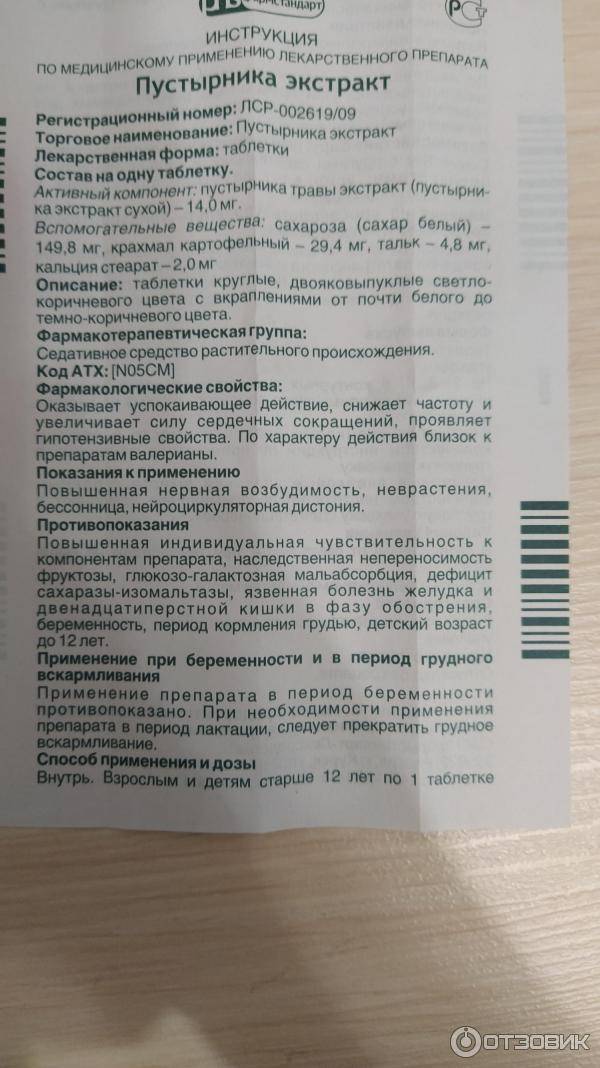 ИНСТРУКЦИЯ
ПО МЕДИЦИНСКОМУ ПРИМЕНЕНИЮ ЛЕКАРСТВЕННОГО ПРЕПАРАТА
Пустырника экстракт
Регистрационный номер: ЛСР-002619/09
Торговое наименование: Пустырника экстракт
Лекарственная форма: таблетки
Состав на одну таблетку.
Активный компонент: пустырника травы экстракт (пустырни-
ка экстракт сухой) – 14,0 мг.
Вспомогательные вещества: сахароза (сахар белый) –
149,8 мг, крахмал картофельный – 29,4 мг, тальк – 4,8 мг,
кальция стеарат – 2,0 мг
Описание: таблетки круглые, двояковыпуклые светло-
коричневого цвета с вкраплениями от почти белого до
темно-коричневого цвета.
Фармакотерапевтическая группа:
Седативное средство растительного происхождения.
Код АТХ: [N05CM]
Фармакологические свойства:
Оказывает успокаивающее действие, снижает частоту и
увеличивает силу сердечных сокращений, проявляет
гипотензивные свойства. По характеру действия близок к
препаратам валерианы.
Показания к применению
Повышенная нервная возбудимость, неврастения,
бессонница, нейроциркуляторная дистония.
Противопоказания
Повышенная индивидуальная чувствительность к
компонентам препарата, наследственная непереносимость
фруктозы, глюкозо-галактозная мальабсорбция, дефицит
сахаразы-изомальтазы, язвенная болезнь желудка и
двенадцатиперстной кишки в фазу обострения,
беременность, период кормления грудью, детский возраст
до 12 лет.
Применение при беременности и в период грудного
вскармливания
Применение препарата в период беременности
противопоказано. При необходимости применения
препарата в период лактации, следует прекратить грудное
вскармливание.
Способ применения и дозы
Внутрь. Взрослым и детям старше 12 лет по 1 таблетке
ОТЗОВИК